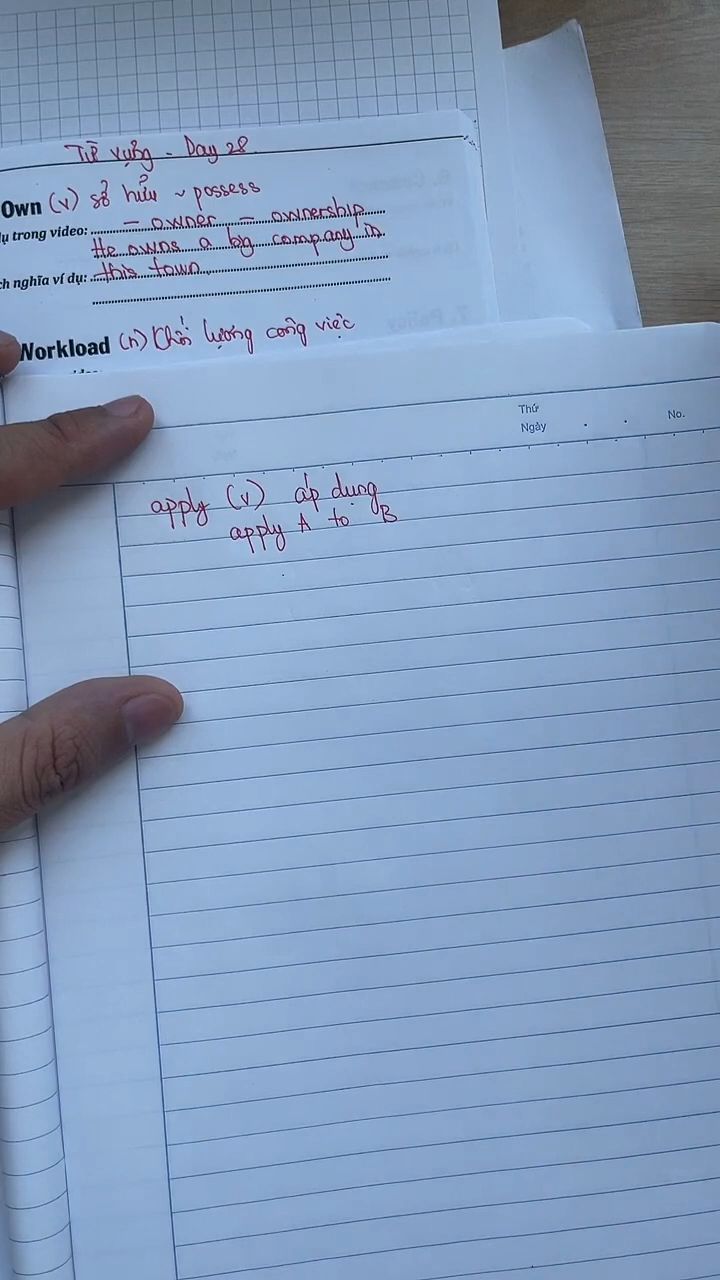 Từ vựng - Day 28
Own (v) sở hữu ~ possess
- owner - ownership
ụ trong video:
He owns a big company in
ch nghĩa ví dụ: this town
Workload (n) Khối lượng công việc
Thứ
Ngày . . No.
apply (v) áp dụng
apply A to B